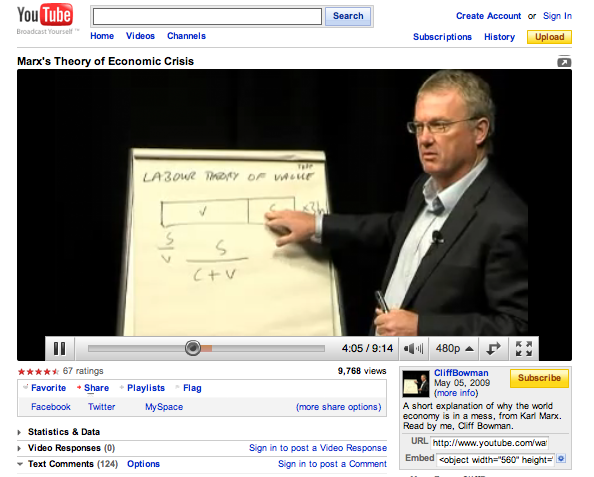 YouTube
Broadcast Yourself ™
Search
Create Account or Sign In
Home Videos Channels
Subscriptions History Upload
Marx's Theory of Economic Crisis
LABOUR THEORY OF VALUE
V S
S
V
S
C+V
4:05 / 9:14 480p
67 ratings 9,768 views
Favorite Share Playlists Flag
Facebook Twitter MySpace (more share options)
Statistics & Data
Video Responses (0) Sign in to post a Video Response
Text Comments (124) Options Sign in to post a Comment
CliffBowman
May 05, 2009
(more info)
Subscribe
A short explanation of why the world
economy is in a mess, from Karl Marx.
Read by me, Cliff Bowman.
URL http://www.youtube.com/wa
Embed <object width="560" height=